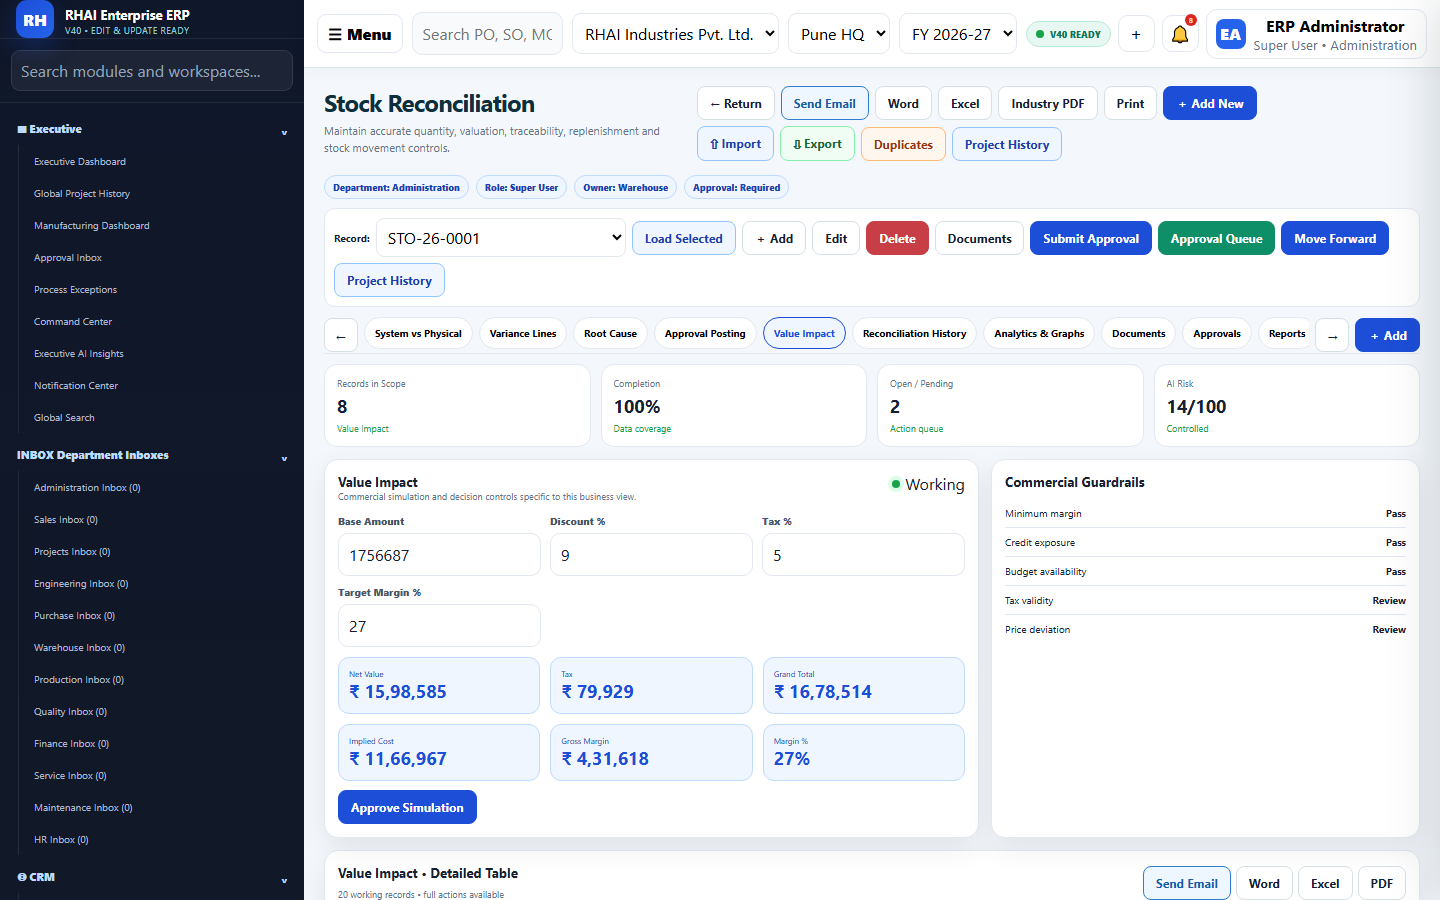 RH
RHAI Enterprise ERP
V40 • EDIT & UPDATE READY
Search modules and workspaces...
Executive
Executive Dashboard
Global Project History
Manufacturing Dashboard
Approval Inbox
Process Exceptions
Command Center
Executive AI Insights
Notification Center
Global Search
INBOX Department Inboxes
Administration Inbox (0)
Sales Inbox (0)
Projects Inbox (0)
Engineering Inbox (0)
Purchase Inbox (0)
Warehouse Inbox (0)
Production Inbox (0)
Quality Inbox (0)
Finance Inbox (0)
Service Inbox (0)
Maintenance Inbox (0)
HR Inbox (0)
CRM
☰ Menu
Search PO, SO, MO
RHAI Industries Pvt. Ltd.
Pune HQ
FY 2026-27
V40 READY
+
8
EA
ERP Administrator
Super User • Administration
Stock Reconciliation
Maintain accurate quantity, valuation, traceability, replenishment and
stock movement controls.
← Return
Send Email
Word
Excel
Industry PDF
Print
+ Add New
⇧ Import
⇩ Export
Duplicates
Project History
Department: Administration
Role: Super User
Owner: Warehouse
Approval: Required
Record:
STO-26-0001
Load Selected
+ Add
Edit
Delete
Documents
Submit Approval
Approval Queue
Move Forward
Project History
←
System vs Physical
Variance Lines
Root Cause
Approval Posting
Value Impact
Reconciliation History
Analytics & Graphs
Documents
Approvals
Reports
→
+ Add
Records in Scope
8
Value Impact
Completion
100%
Data coverage
Open / Pending
2
Action queue
AI Risk
14/100
Controlled
Value Impact
Commercial simulation and decision controls specific to this business view.
Working
Base Amount
1756687
Discount %
9
Tax %
5
Target Margin %
27
Net Value
₹ 15,98,585
Tax
₹ 79,929
Grand Total
₹ 16,78,514
Implied Cost
₹ 11,66,967
Gross Margin
₹ 4,31,618
Margin %
27%
Approve Simulation
Commercial Guardrails
Minimum margin Pass
Credit exposure Pass
Budget availability Pass
Tax validity Review
Price deviation Review
Value Impact • Detailed Table
20 working records • full actions available
Send Email
Word
Excel
PDF